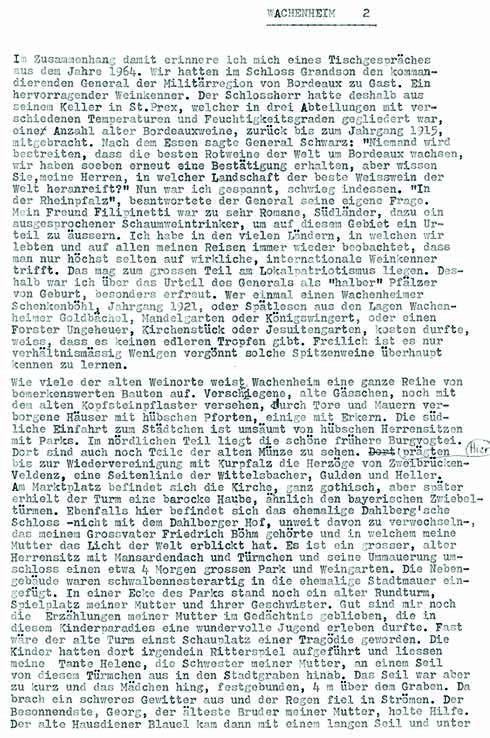 WACHENHEIM 2
Im Zusammenhang damit erinnere ich mich eines Tischgespräches
aus dem Jahre 1964. Wir hatten im Schloss Grandson den komman-
dierenden General der Militärregion von Bordeaux zu Gast. Ein
hervorragender Weinkenner. Der Schlossherr hatte deshalb aus
seinem Keller in St.Prex, welcher in drei Abteilungen mit ver-
schiedenen Temperaturen und Feuchtigkeitsgraden gegliedert war,
einer Anzahl alter Bordeauxweine, zurück bis zum Jahrgang 1915,
mitgebracht. Nach dem Essen sagte General Schwarz: "Niemand wird
bestreiten, dass die besten Rotweine der Welt um Bordeaux wachsen,
wir haben soeben erneut eine Bestätigung erhalten, aber wissen
Sie,meine Herren, in welcher Landschaft der beste Weisswein der
Welt heranreift?" Nun war ich gespannt, schwieg indessen. "In
der Rheinpfalz", beantwortete der General seine eigene Frage.
Mein Freund Filipinetti war zu sehr Romane, Südländer, dazu ein
ausgesprochener Schaumweintrinker, um auf diesem Gebiet ein Ur-
teil zu äussern. Ich habe in den vielen Ländern, in welchen wir
lebten und auf allen meinen Reisen immer wieder beobachtet, dass
man nur höchst selten auf wirkliche, internationale Weinkenner
trifft. Das mag zum grossen Teil am Lokalpatriotismus liegen. Des-
halb war ich über das Urteil des Generals als "halber" Pfälzer
von Geburt, besonders erfreut. Wer einmal einen Wachenheimer
Schenkenböhl, Jahrgang 1921, oder Spätlesen aus den Lagen Wachen-
heimer Goldbächel, Mandelgarten oder Königswingert, oder einen
Forster Ungeheuer, Kirchenstück oder Jesuitengarten, kosten durfte,
weiss, dass es keinen edleren Tropfen gibt. Freilich ist es nur
verhältnismässig Wenigen vergönnt solche Spitzenweine überhaupt
kennen zu lernen.
Wie viele der alten Weinorte weist Wachenheim eine ganze Reihe von
bemerkenswerten Bauten auf. Verschwiegene, alte Gässchen, noch mit
dem alten Kopfsteinpflaster versehen, durch Tore und Mauern ver-
borgene Häuser mit hübschen Pforten, einige mit Erkern. Die süd-
liche Einfahrt zum Städtchen ist umsäumt von hübschen Herrensitzen
mit Parks. Im nördlichen Teil liegt die schöne frühere Burgvogtei.
Dort sind auch noch Teile der alten Münze zu sehen. Dort prägten (Hier
bis zur Wiedervereinigung mit Kurpfalz die Herzöge von Zweibrücken-
Veldenz, eine Seitenlinie der Wittelsbacher, Gulden und Heller.
Am Marktplatz befindet sich die Kirche, ganz gothisch, aber später
erhielt der Turm eine barocke Haube, ähnlich den bayerischen Zwiebel-
türmen. Ebenfalls hier befindet sich das ehemalige Dahlberg'sche
Schloss -nicht mit dem Dahlberger Hof, unweit davon zu verwechseln-,
das meinem Grossvater Friedrich Böhm gehörte und in welchem meine
Mutter das Licht der Welt erblickt hat. Es ist ein grosser, alter
Herrensitz mit Mansardendach und Türmchen und seine Ummauerung um-
schloss einen etwa 4 Morgen grossen Park und Weingarten. Die Neben-
gebäude waren schwalbennesterartig in die ehemalige Stadtmauer ein-
gefügt. In einer Ecke des Parks stand noch ein alter Rundturm,
Spielplatz meiner Mutter und ihrer Geschwister. Gut sind mir noch
die Erzählungen meiner Mutter im Gedächtnis geblieben, die in
diesem Kinderparadies eine wundervolle Jugend erleben durfte. Fast
wäre der alte Turm einst Schauplatz einer Tragödie geworden. Die
Kinder hatten dort irgendein Ritterspiel aufgeführt und liessen
meine Tante Helene, die Schwester meiner Mutter, an einem Seil
von diesem Türmchen aus in den Stadtgraben hinab. Das Seil war aber
zu kurz und das Mädchen hing, festgebunden, 4 m über dem Graben. Da
brach ein schweres Gewitter aus und der Regen fiel in Strömen. Der
Besonnendste, Georg, der älteste Bruder meiner Mutter, holte Hilfe.
Der alte Hausdiener Blauel kam dann mit einem langen Seil und unter